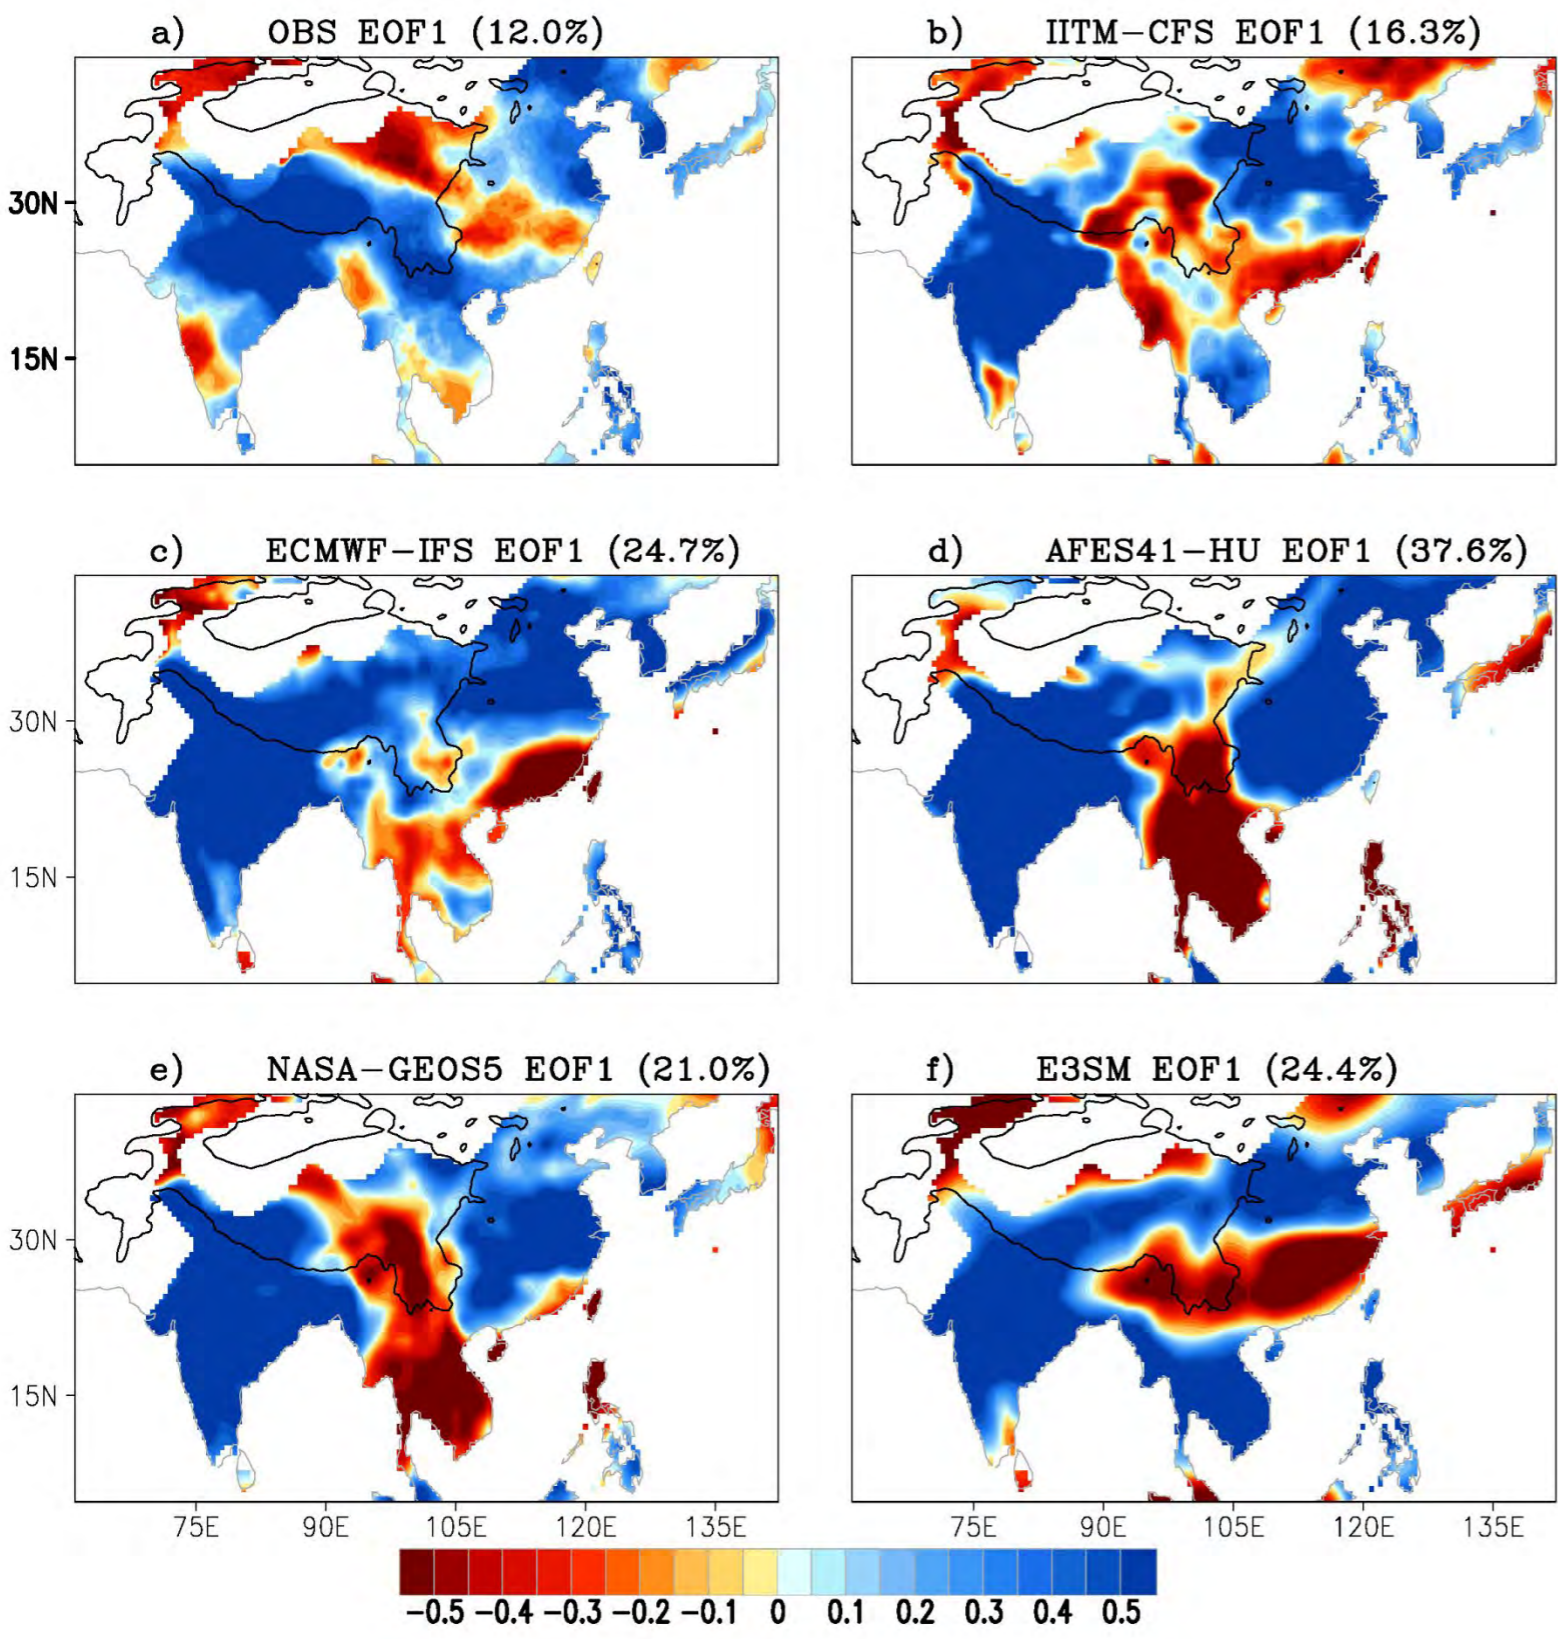 a) OBS EOF1 (12.0%)
b) IITM-CFS EOF1 (16.3%)
30N
15N
c) ECMWF-IFS EOF1 (24.7%)
d) AFES41-HU EOF1 (37.6%)
30N
15N
e) NASA-GEOS5 EOF1 (21.0%)
f) E3SM EOF1 (24.4%)
30N
15N
75E 90E 105E 120E 135E
75E 90E 105E 120E 135E
-0.5 -0.4 -0.3 -0.2 -0.1 0 0.1 0.2 0.3 0.4 0.5